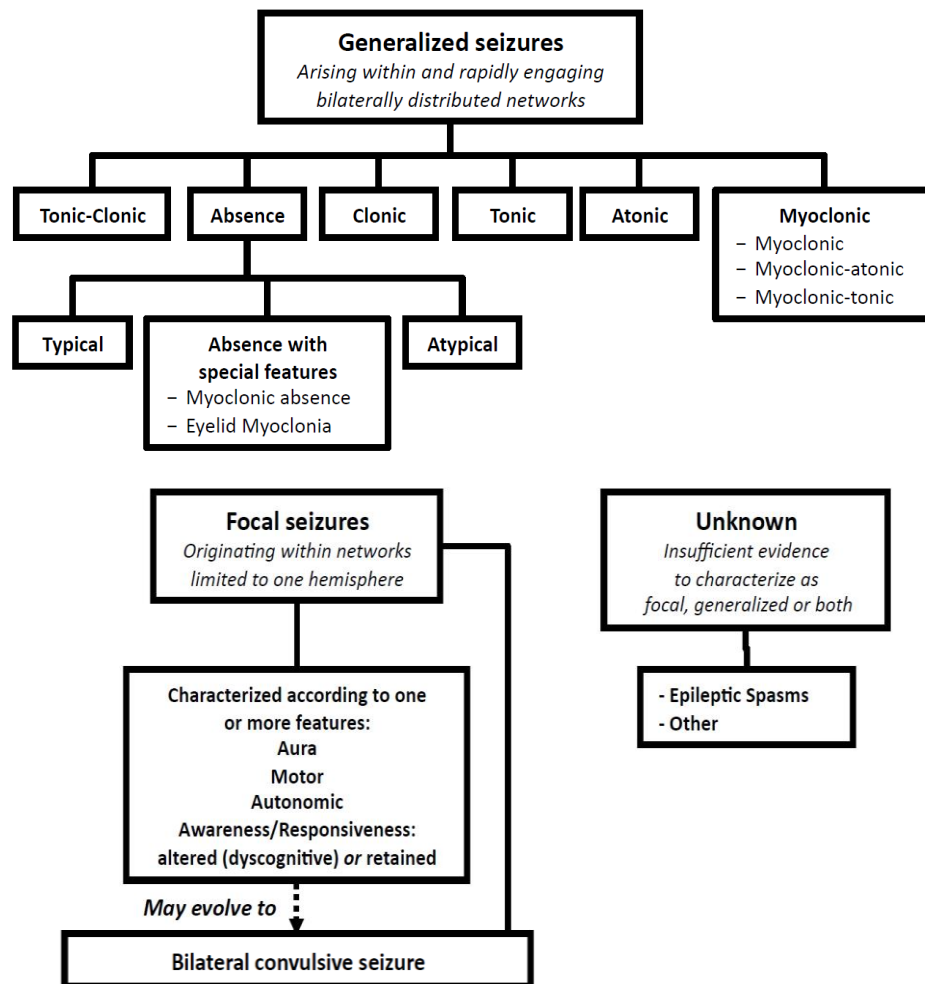 Generalized seizures
Arising within and rapidly engaging
bilaterally distributed networks
Tonic-Clonic
Absence
Clonic
Tonic
Atonic
Myoclonic
– Myoclonic
– Myoclonic-atonic
– Myoclonic-tonic
Typical
Absence with
special features
– Myoclonic absence
– Eyelid Myoclonia
Atypical
Focal seizures
Originating within networks
limited to one hemisphere
Characterized according to one
or more features:
Aura
Motor
Autonomic
Awareness/Responsiveness:
altered (dyscognitive) or retained
May evolve to
Bilateral convulsive seizure
Unknown
Insufficient evidence
to characterize as
focal, generalized or both
- Epileptic Spasms
- Other